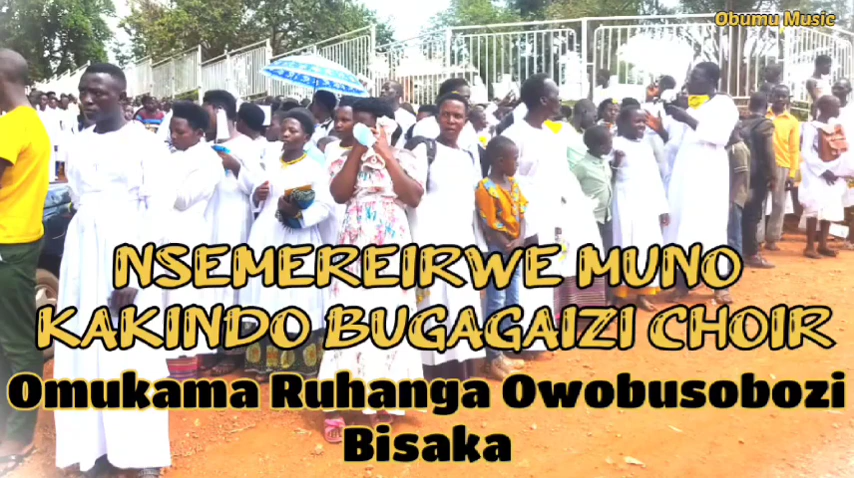 Obumu Music
NSEMEREIRWE MUNO
KAKINDO BUGAGAIZI CHOIR
Omukama Ruhanga Owobusobozi
Bisaka